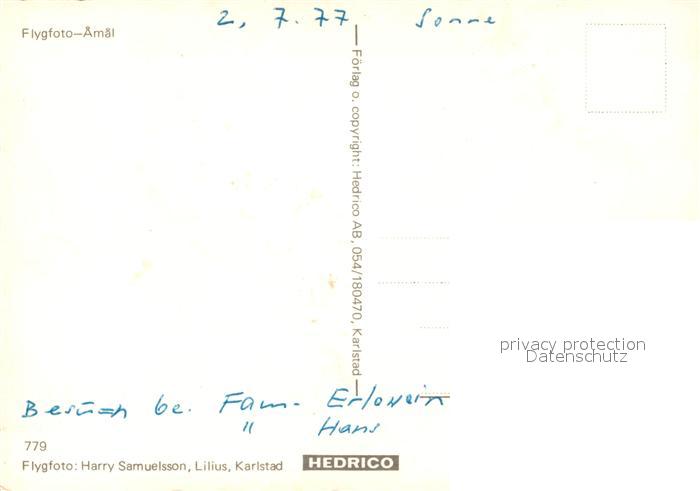 2. 7. 77 Sonne
Flygfoto—Åmål
Förlag o. copyright: Hedrico AB, 054/180470, Karlstad
privacy protection
Datenschutz
Besuch be. Fam.
" Hans
779
Flygfoto: Harry Samuelsson, Lilius, Karlstad HEDRICO